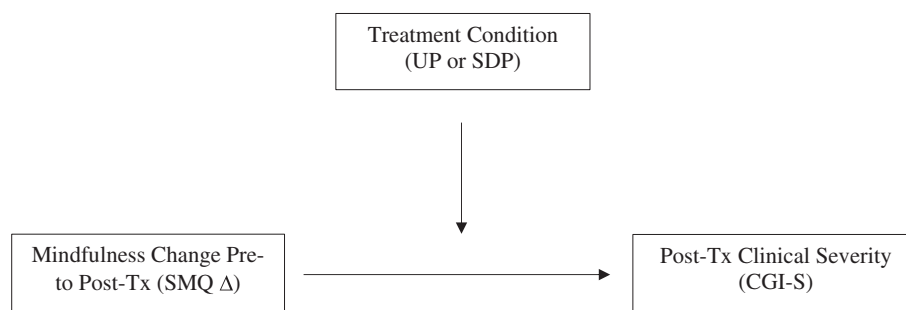 Treatment Condition
(UP or SDP)
Mindfulness Change Pre-
to Post-Tx (SMQ Δ)
Post-Tx Clinical Severity
(CGI-S)